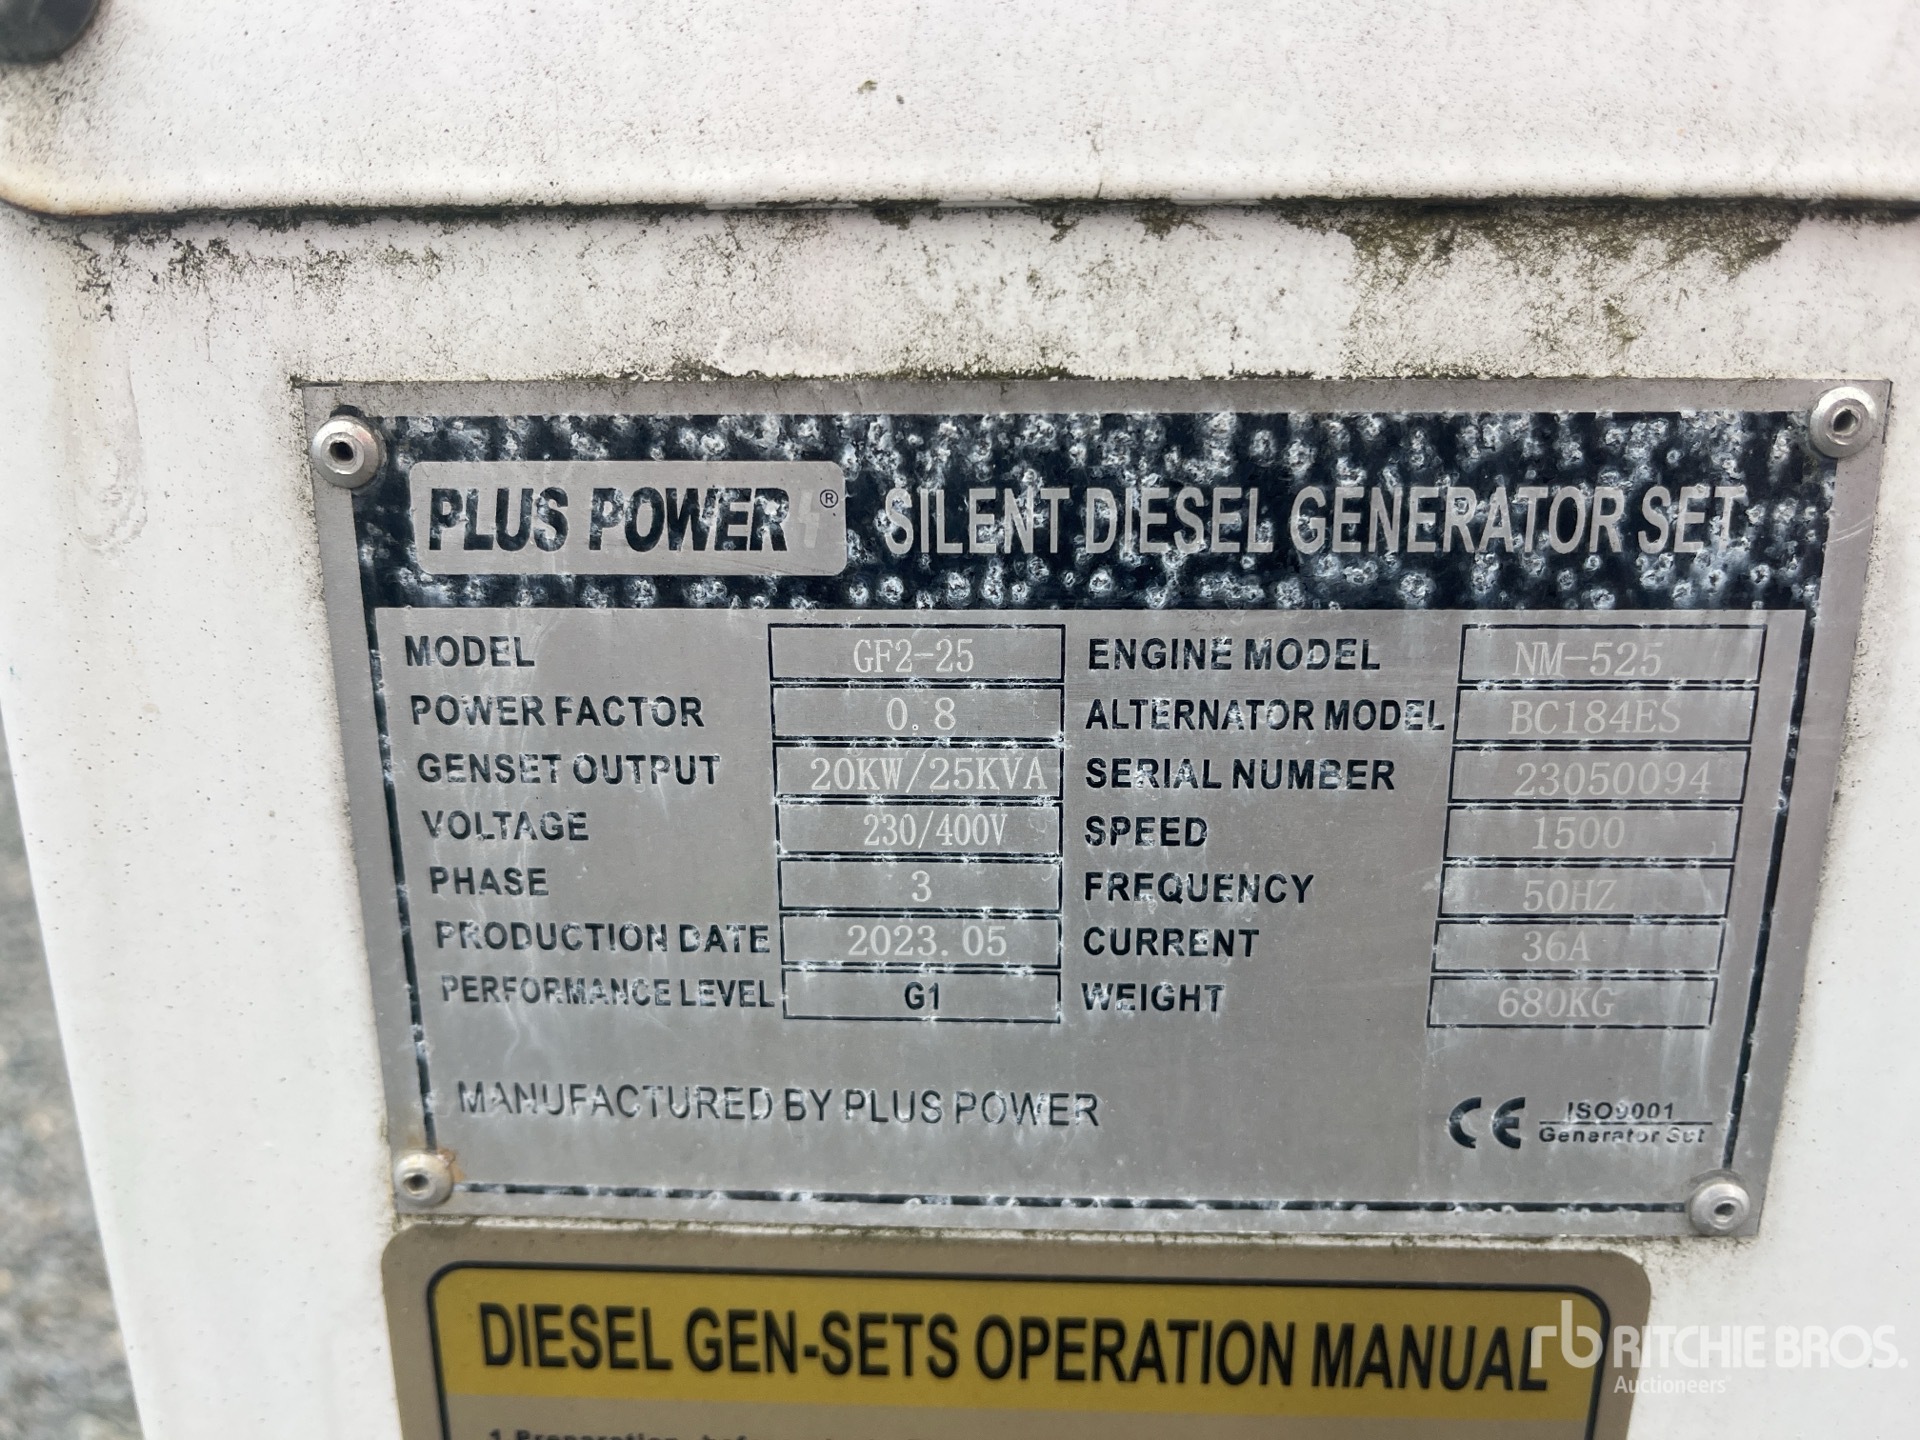 PLUS POWER ® SILENT DIESEL GENERATOR SET
MODEL GF2-25 ENGINE MODEL NM-525
POWER FACTOR 0.8 ALTERNATOR MODEL BC184ES
GENSET OUTPUT 20KW/25KVA SERIAL NUMBER 23050094
VOLTAGE 230/400V SPEED 1500
PHASE 3 FREQUENCY 50HZ
PRODUCTION DATE 2023.05 CURRENT 36A
PERFORMANCE LEVEL G1 WEIGHT 680KG
MANUFACTURED BY PLUS POWER CE ISO9001
Generator Set
DIESEL GEN-SETS OPERATION MANUAL
rb RITCHIE BROS.
Auctioneers